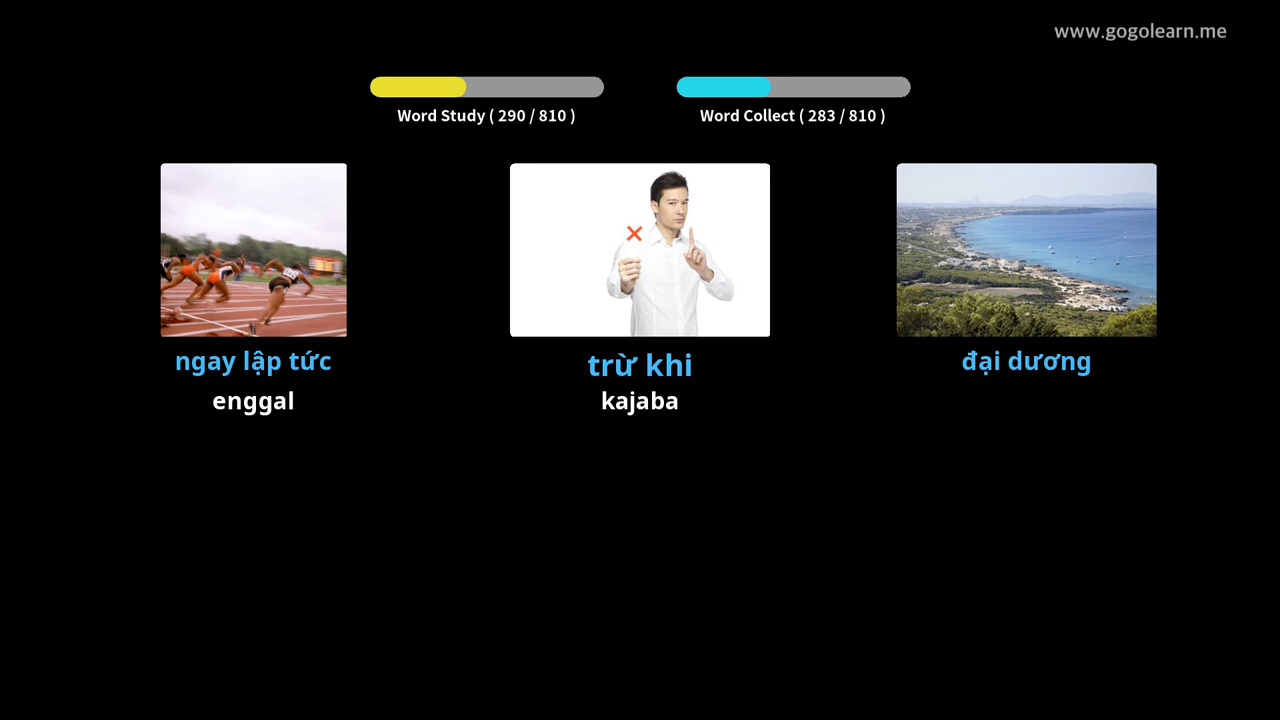 www.gogolearn.me
Word Study ( 290 / 810 )
Word Collect ( 283 / 810 )
ngay lập tức
enggal
trừ khi
kajaba
đại dương